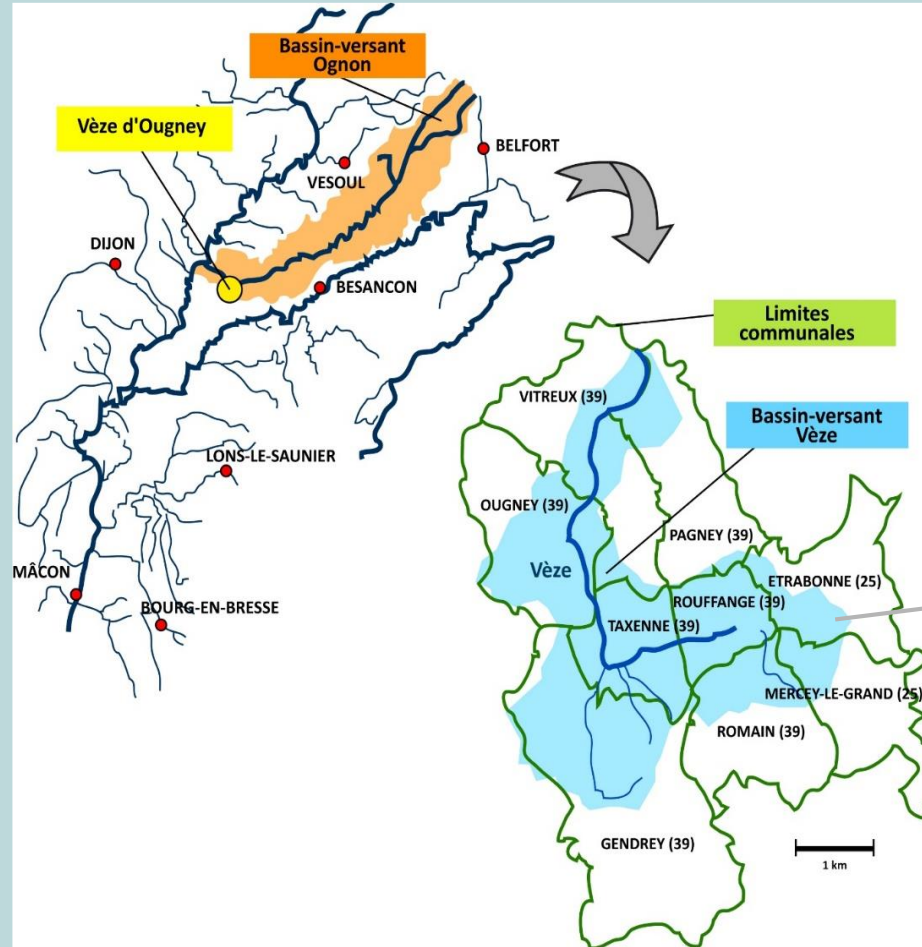 Bassin-versant
Ognon
Vèze d'Ougney
BELFORT
VESOUL
DIJON
BESANCON
Limites
communales
VITREUX (39)
Bassin-versant
Vèze
LONS-LE-SAUNIER
OUGNEY (39)
PAGNEY (39)
Vèze
ETRABONNE (25)
MÂCON
ROUFFANGE (39)
BOURG-EN-BRESSE
TAXENNE (39)
MERCEY-LE-GRAND (25)
ROMAIN (39)
GENDREY (39)
1 km